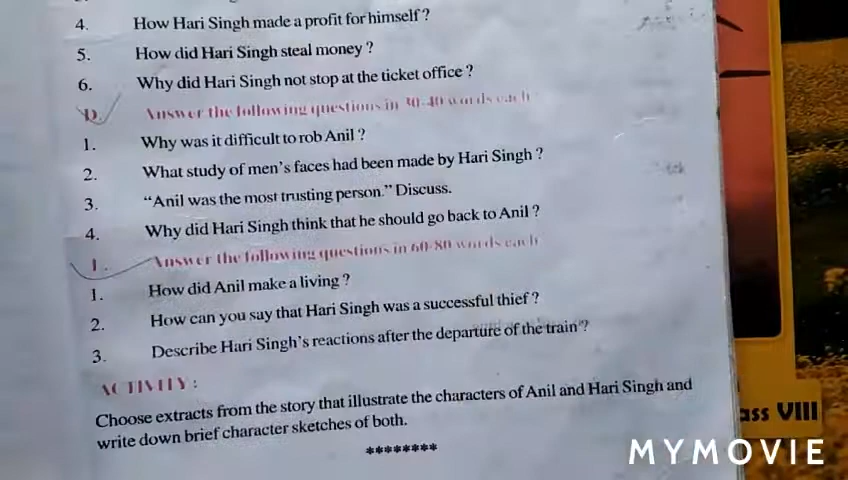 4. How Hari Singh made a profit for himself ?
5. How did Hari Singh steal money ?
6. Why did Hari Singh not stop at the ticket office ?
D. Answer the following questions in 30-40 words each
1. Why was it difficult to rob Anil ?
2. What study of men's faces had been made by Hari Singh ?
3. “Anil was the most trusting person.” Discuss.
4. Why did Hari Singh think that he should go back to Anil ?
Answer the following questions in 60-80 words each
1. How did Anil make a living ?
2. How can you say that Hari Singh was a successful thief ?
3. Describe Hari Singh's reactions after the departure of the train ?
ACTIVITY :
Choose extracts from the story that illustrate the characters of Anil and Hari Singh and
write down brief character sketches of both.
********
ass VIII
MYMOVIE